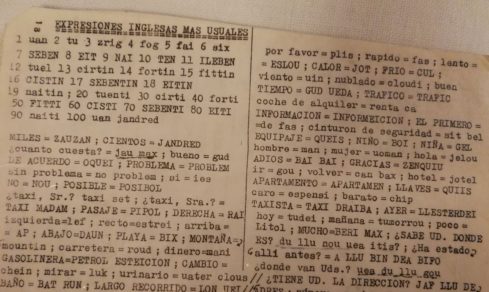 EXPRESIONES INGLESAS MAS USUALES
1 uan 2 tu 3 zrig 4 fog 5 fai 6 six
7 SEBEN 8 EIT 9 NAI 10 TEN 11 ILEBEN
12 tuel 13 cirtin 14 fortin 15 fittin
16 CISTIN 17 SEBENTIN 18 EITIN
19 naitin; 20 tuenti 30 cirti 40 forti
50 FITTI 60 CISTI 70 SEBENTI 80 EITI
90 naiti 100 uan jandred
MILES = ZAUZAN; CIENTOS = JANDRED
¿cuanto cuesta? = jau max; bueno = gud
DE ACUERDO = OQUEI; PROBLEMA = PROBLEM
sin problema = no problem; si = ies
NO = NOU; POSIBLE = POSIBOL
¿taxi, Sr.? taxi set; ¿taxi, Sra.? =
TAXI MADAM; PASAJE = PIPOL; DERECHA = RAI
izquierda=lef; recto=estrei; arriba=
= AP; ABAJO=DAUN; PLAYA = BIX; MONTAÑA=
mountin; carretera = roud; dinero=mani
GASOLINERA=PETROL ESTEICION; CAMBIO =
chein; mirar = luk; urinario = uater clous
BAÑO = BAT RUN; LARGO RECORRIDO = LON
por favor = plis; rapido = fas; lento=
= ESLOU; CALOR = JOT; FRIO = CUL;
viento = uin; nublado = cloudi; buen
TIEMPO = GUD UEDA; TRAFICO = TRAFIC
coche de alquiler = renta ca
INFORMACION = INFORMEICION; EL PRIMERO =
=de fas; cinturon de seguridad = sit bel
EQUIPAJE = QUEIS; NIÑO = BOI; NIÑA = GEL
hombre = man; mujer = uoman; hola = jelou
ADIOS = BAI BAI; GRACIAS = ZENQUIU
ir = gou; volver = can bax; hotel = jotel
APARTAMENTO = APARTAMEN; LLAVES = QUIIS
caro = espensi; barato = chip
TAXISTA = TAXI DRAIBA; AYER = LLESTERDEI
hoy = tudei; mañana = tumorrou; poco =
LITOL; MUCHO=BERI MAX; ¿SABE UD. DONDE
ES? du llu nou uea itis?; ¿Ha estado
alli antes? = A LLU BIN DEA BIFO
¿donde van Uds.? uea du llu gou
¿TIENE UD. LA DIRECCION? JAF LLU DE